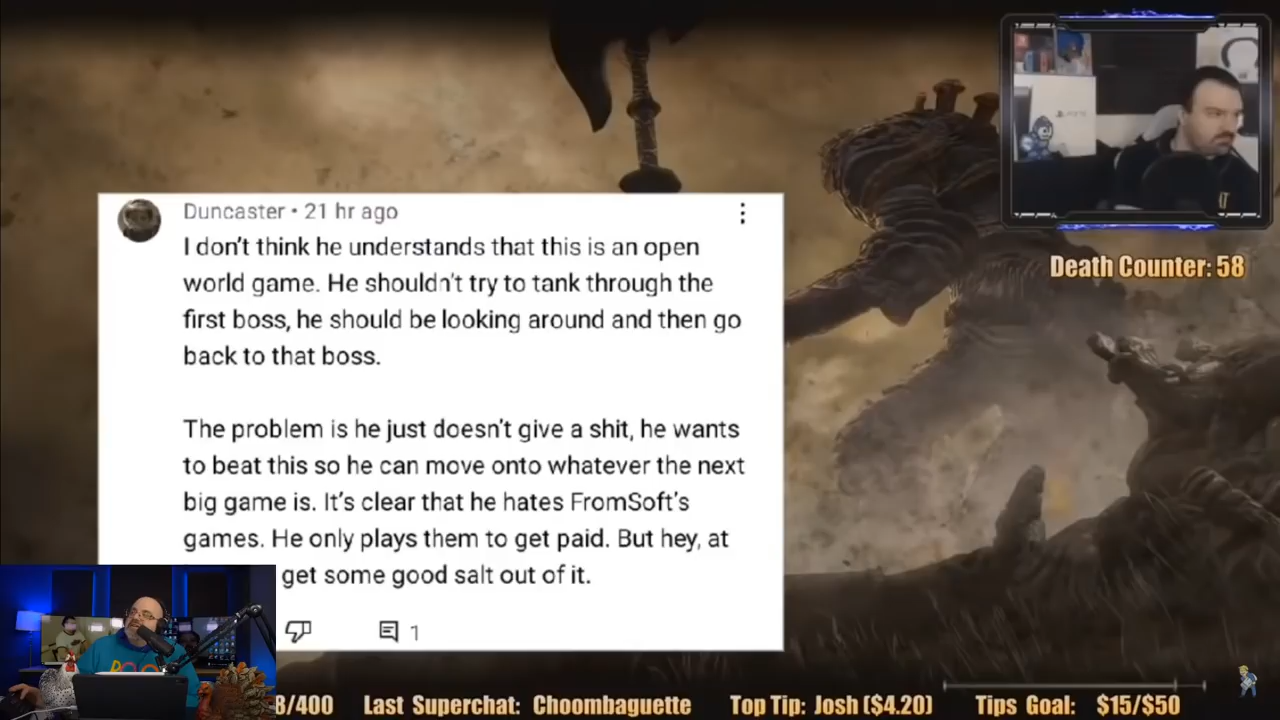 Duncaster • 21 hr ago
I don't think he understands that this is an open
world game. He shouldn't try to tank through the
first boss, he should be looking around and then go
back to that boss.
The problem is he just doesn't give a shit, he wants
to beat this so he can move onto whatever the next
big game is. It's clear that he hates FromSoft's
games. He only plays them to get paid. But hey, at
get some good salt out of it.
1
Death Counter: 58
8/400 Last Superchat: Choombaguette Top Tip: Josh ($4.20) Tips Goal: $15/$50